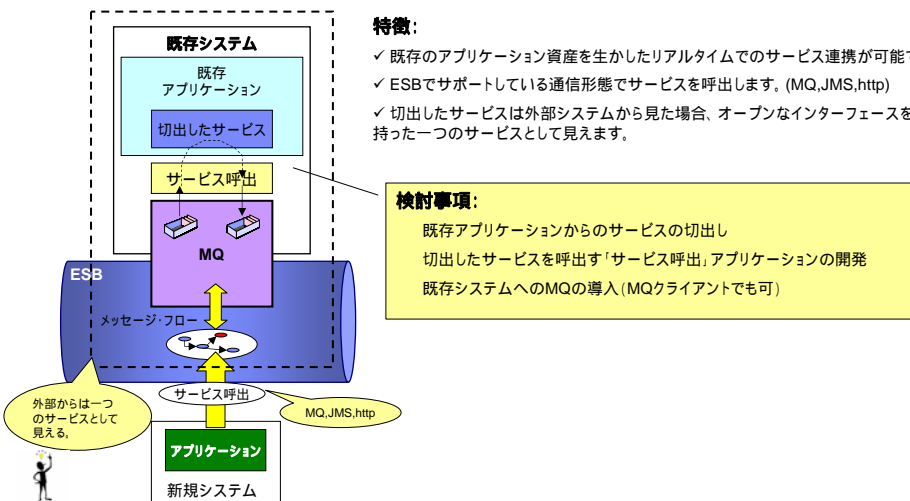 既存システム
既存
アプリケーション
切出したサービス
サービス呼出
MQ
ESB
メッセージ・フロー
サービス呼出
MQ,JMS,http
外部からは一つ
のサービスとして
見える。
アプリケーション
新規システム
特徴:
✓ 既存のアプリケーション資産を生かしたリアルタイムでのサービス連携が可能で
✓ ESBでサポートしている通信形態でサービスを呼出します。(MQ,JMS,http)
✓ 切出したサービスは外部システムから見た場合、オープンなインターフェースを
持った一つのサービスとして見えます。
検討事項:
既存アプリケーションからのサービスの切出し
切出したサービスを呼出す「サービス呼出」アプリケーションの開発
既存システムへのMQの導入(MQクライアントでも可)